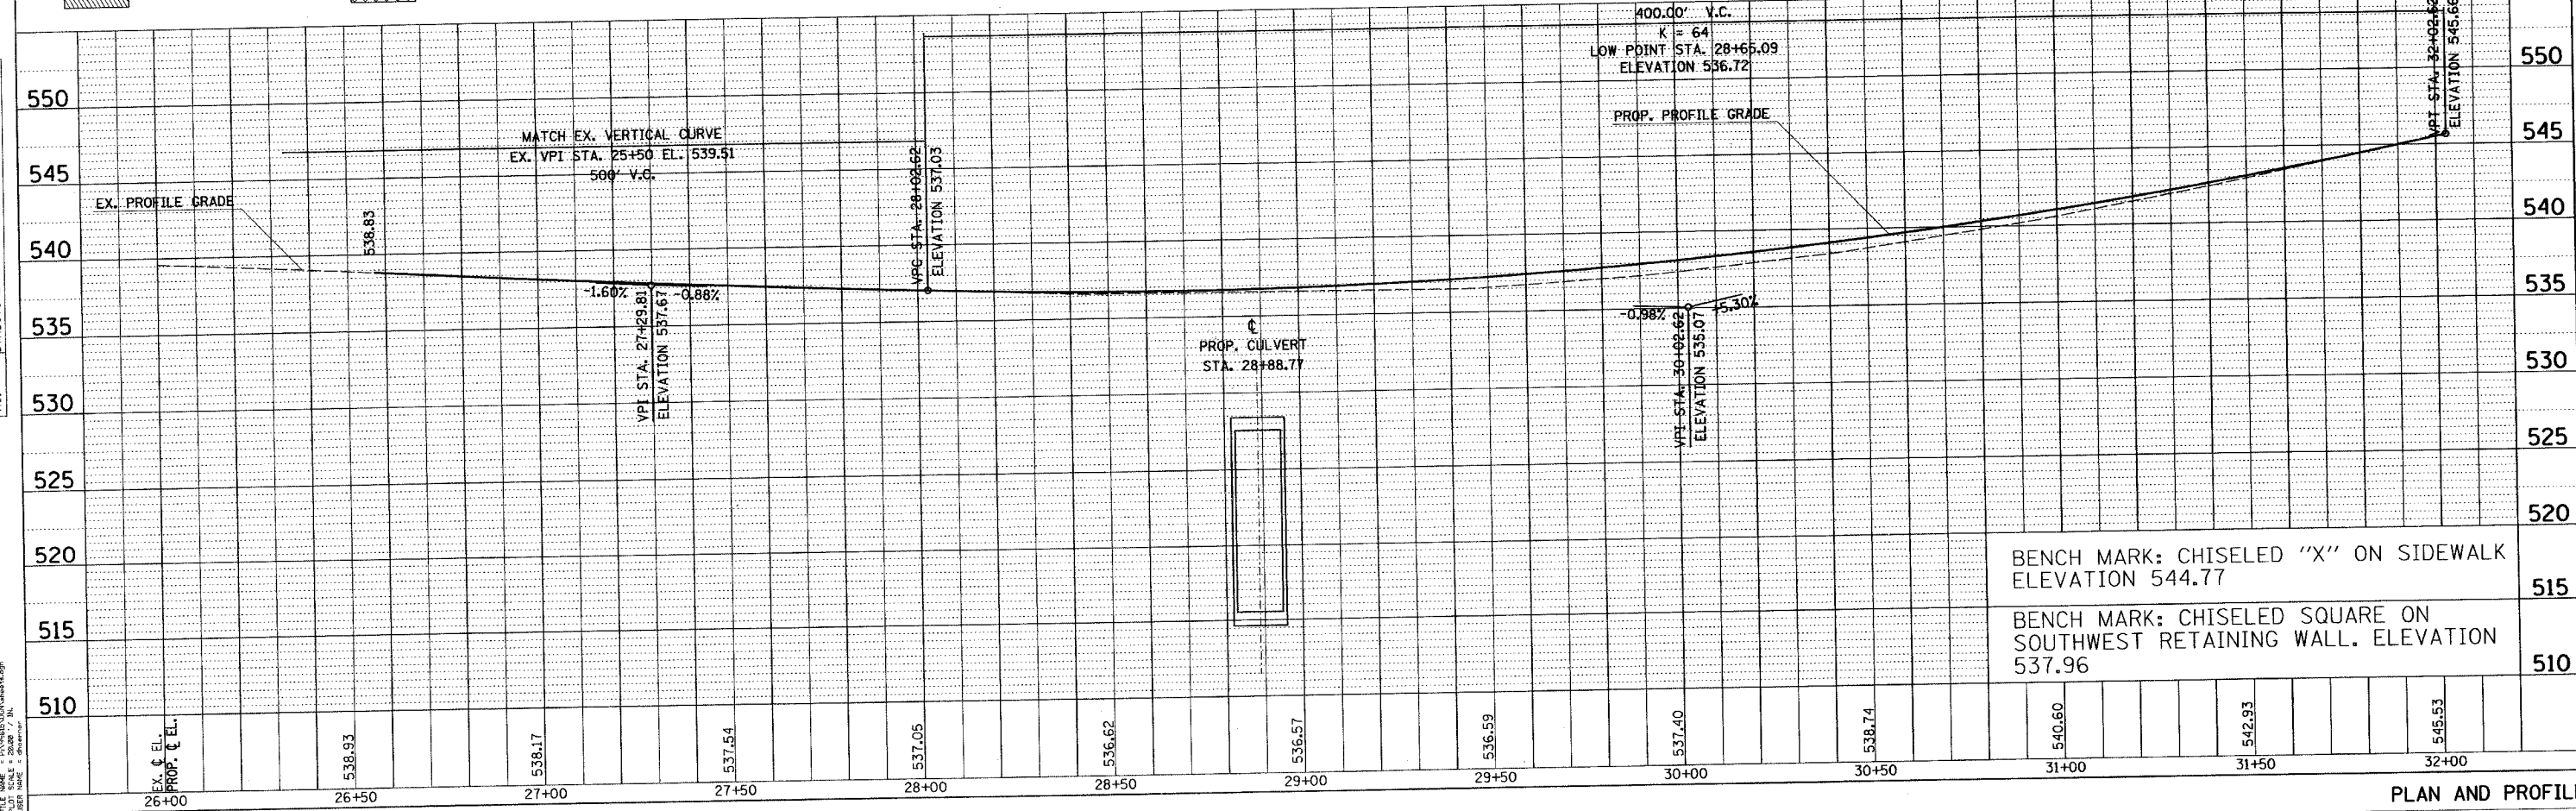 400.00' V.C.
K = 64
LOW POINT STA. 28+65.09
ELEVATION 536.72
VPT STA. 32+02.62
ELEVATION 545.66
550
550
PROP. PROFILE GRADE
MATCH EX. VERTICAL CURVE
EX. VPI STA. 25+50 EL. 539.51
500' V.C.
VPC STA. 28+02.62
ELEVATION 537.03
545
545
EX. PROFILE GRADE
538.83
540
540
-1.60%
-0.88%
VPI STA. 27+29.81
ELEVATION 537.67
-0.98%
+5.30%
VPI STA. 30+02.62
ELEVATION 535.07
535
535
℄
PROP. CULVERT
STA. 28+88.77
530
530
525
525
520
520
BENCH MARK: CHISELED "X" ON SIDEWALK
ELEVATION 544.77
515
515
BENCH MARK: CHISELED SQUARE ON
SOUTHWEST RETAINING WALL. ELEVATION
537.96
510
510
EX. ℄ EL.
PROP. ℄ EL.
538.93
538.17
537.54
537.05
536.62
536.57
536.59
537.40
538.74
540.60
542.93
545.53
26+00
26+50
27+00
27+50
28+00
28+50
29+00
29+50
30+00
30+50
31+00
31+50
32+00
PLAN AND PROFIL